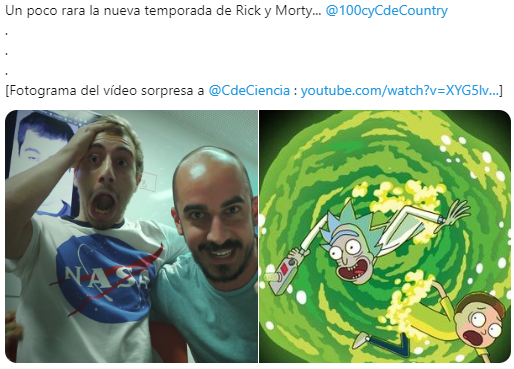 Un poco rara la nueva temporada de Rick y Morty... @100cyCdeCountry
.
.
.
[Fotograma del vídeo sorpresa a @CdeCiencia : youtube.com/watch?v=XYG5lv...]
NASA